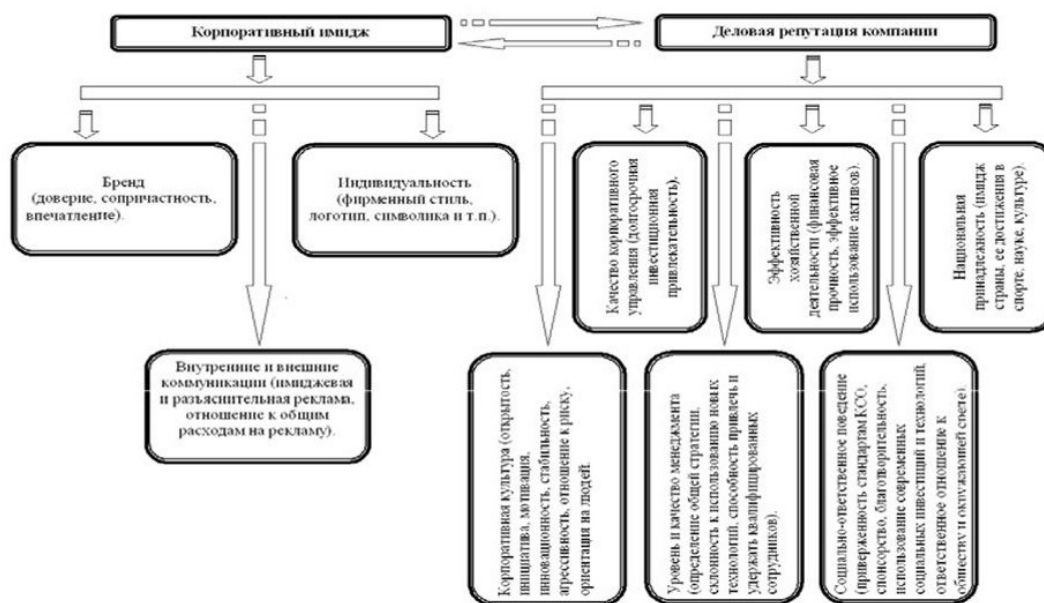 Корпоративный имидж
Деловая репутация компании
Бренд
(доверие, сопричастность,
впечатление).
Индивидуальность
(фирменный стиль,
логотип, символика и т.п.).
Качество корпоративного
управления (долгосрочная
инвестиционная
привлекательность).
Эффективность
хозяйственной
деятельности (финансовая
прочность, эффективное
использование активов).
Национальная
принадлежность (имидж
страны, ее достижения в
спорте, науке, культуре).
Внутренние и внешние
коммуникации (имиджевая
и разъяснительная реклама,
отношение к общим
расходам на рекламу).
Корпоративная культура (открытость,
инициатива, мотивация,
инновационность, стабильность,
агрессивность, отношение к риску,
ориентация на людей.
Уровень и качество менеджмента
(определение общей стратегии.
склонность к использованию новых
технологий, способность привлечь и
удержать квалифицированных
сотрудников).
Социально-ответственное поведение
(приверженность стандартам КСО,
спонсорство, благотворительность,
использование современных
социальных инвестиций и технологий,
ответственное отношение к
обществу и окружающей свете).